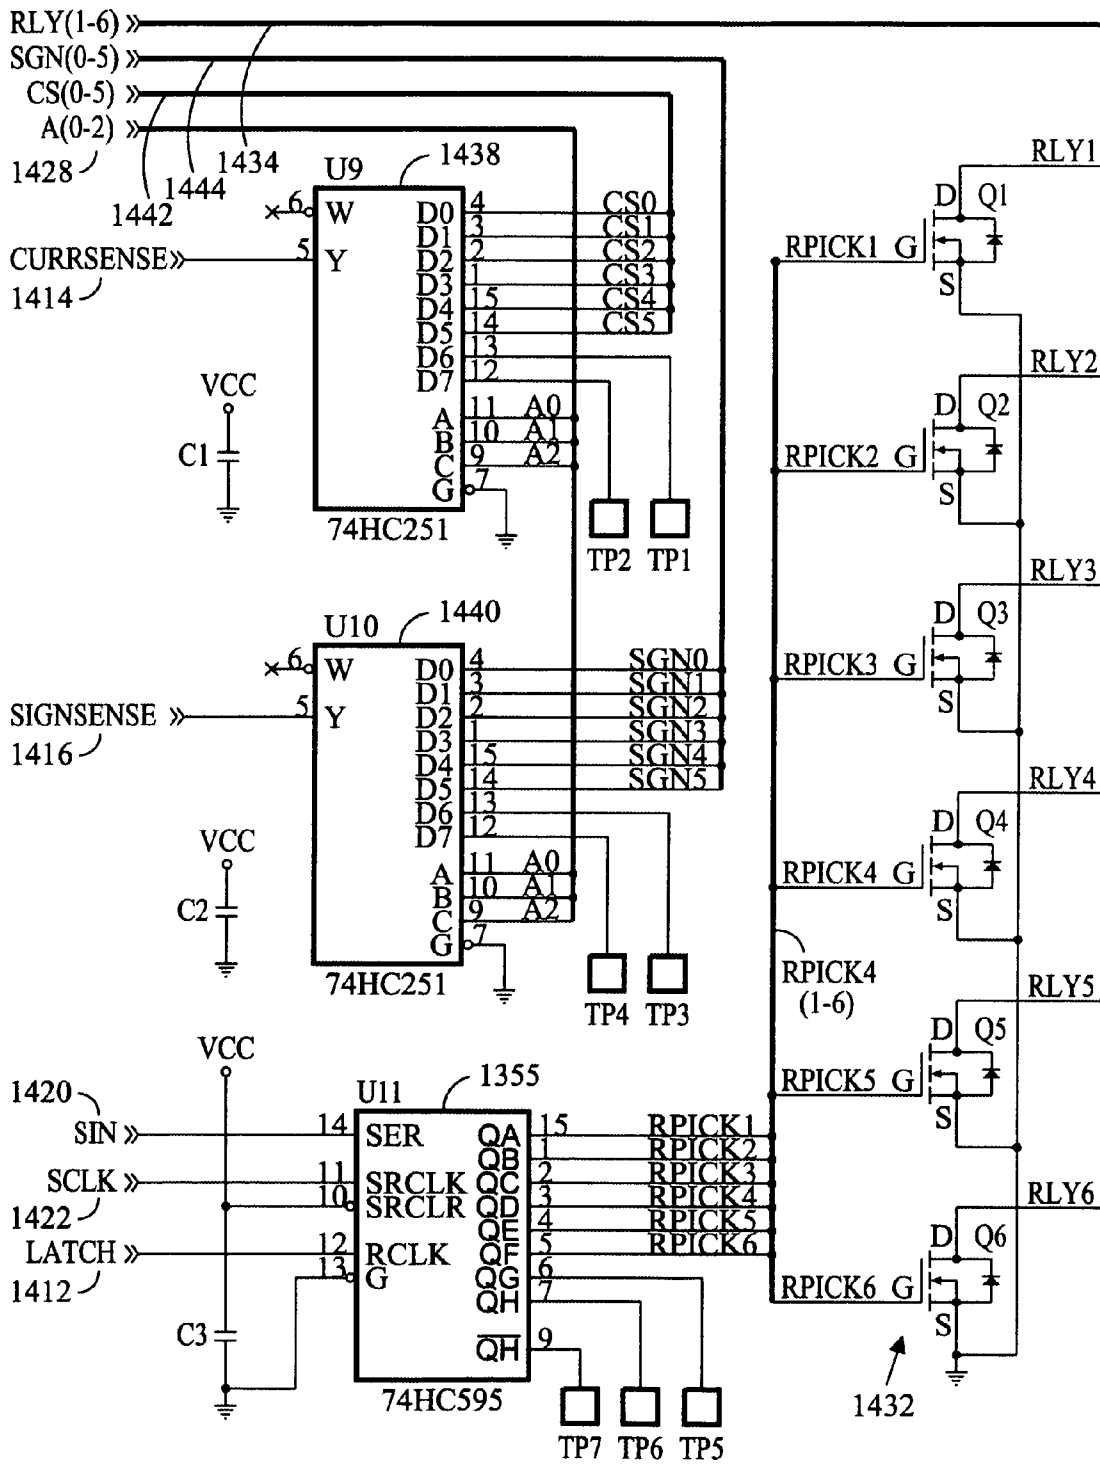 RLY(1-6)
SGN(0-5)
CS(0-5)
A(0-2)
1428
1442
1444
1434
U9
1438
6
W
5
Y
CURRSENSE
1414
D0 4 CS0
D1 3 CS1
D2 2 CS2
D3 1 CS3
D4 15 CS4
D5 14 CS5
D6 13
D7 12
A 11 A0
B 10 A1
C 9 A2
G 7
74HC251
VCC
C1
TP2
TP1
U10
1440
6
W
5
Y
SIGNSENSE
1416
D0 4 SGN0
D1 3 SGN1
D2 2 SGN2
D3 1 SGN3
D4 15 SGN4
D5 14 SGN5
D6 13
D7 12
A 11 A0
B 10 A1
C 9 A2
G 7
74HC251
VCC
C2
TP4
TP3
VCC
U11
1355
1420
SIN
14 SER
SCLK
1422
11 SRCLK
10 SRCLR
LATCH
1412
12 RCLK
13 G
C3
QA 15 RPICK1
QB 1 RPICK2
QC 2 RPICK3
QD 3 RPICK4
QE 4 RPICK5
QF 5 RPICK6
QG 6
QH 7
QH 9
74HC595
TP7
TP6
TP5
RLY1
D Q1
RPICK1 G
S
RLY2
D Q2
RPICK2 G
S
RLY3
D Q3
RPICK3 G
S
RLY4
D Q4
RPICK4 G
S
RPICK4
(1-6)
RLY5
D Q5
RPICK5 G
S
RLY6
D Q6
RPICK6 G
S
1432